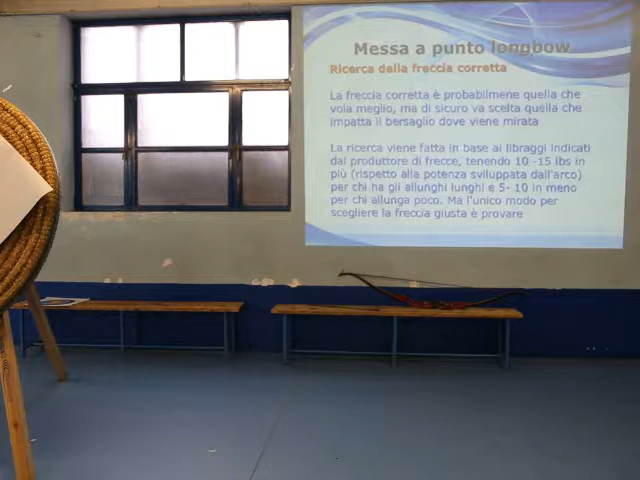 Messa a punto longbow
Ricerca della freccia corretta
La freccia corretta è probabilmene quella che
vola meglio, ma di sicuro va scelta quella che
impatta il bersaglio dove viene mirata
La ricerca viene fatta in base ai libraggi indicati
dal produttore di frecce, tenendo 10 -15 lbs in
più (rispetto alla potenza sviluppata dall'arco)
per chi ha gli allunghi lunghi e 5- 10 in meno
per chi allunga poco. Ma l'unico modo per
scegliere la freccia giusta è provare